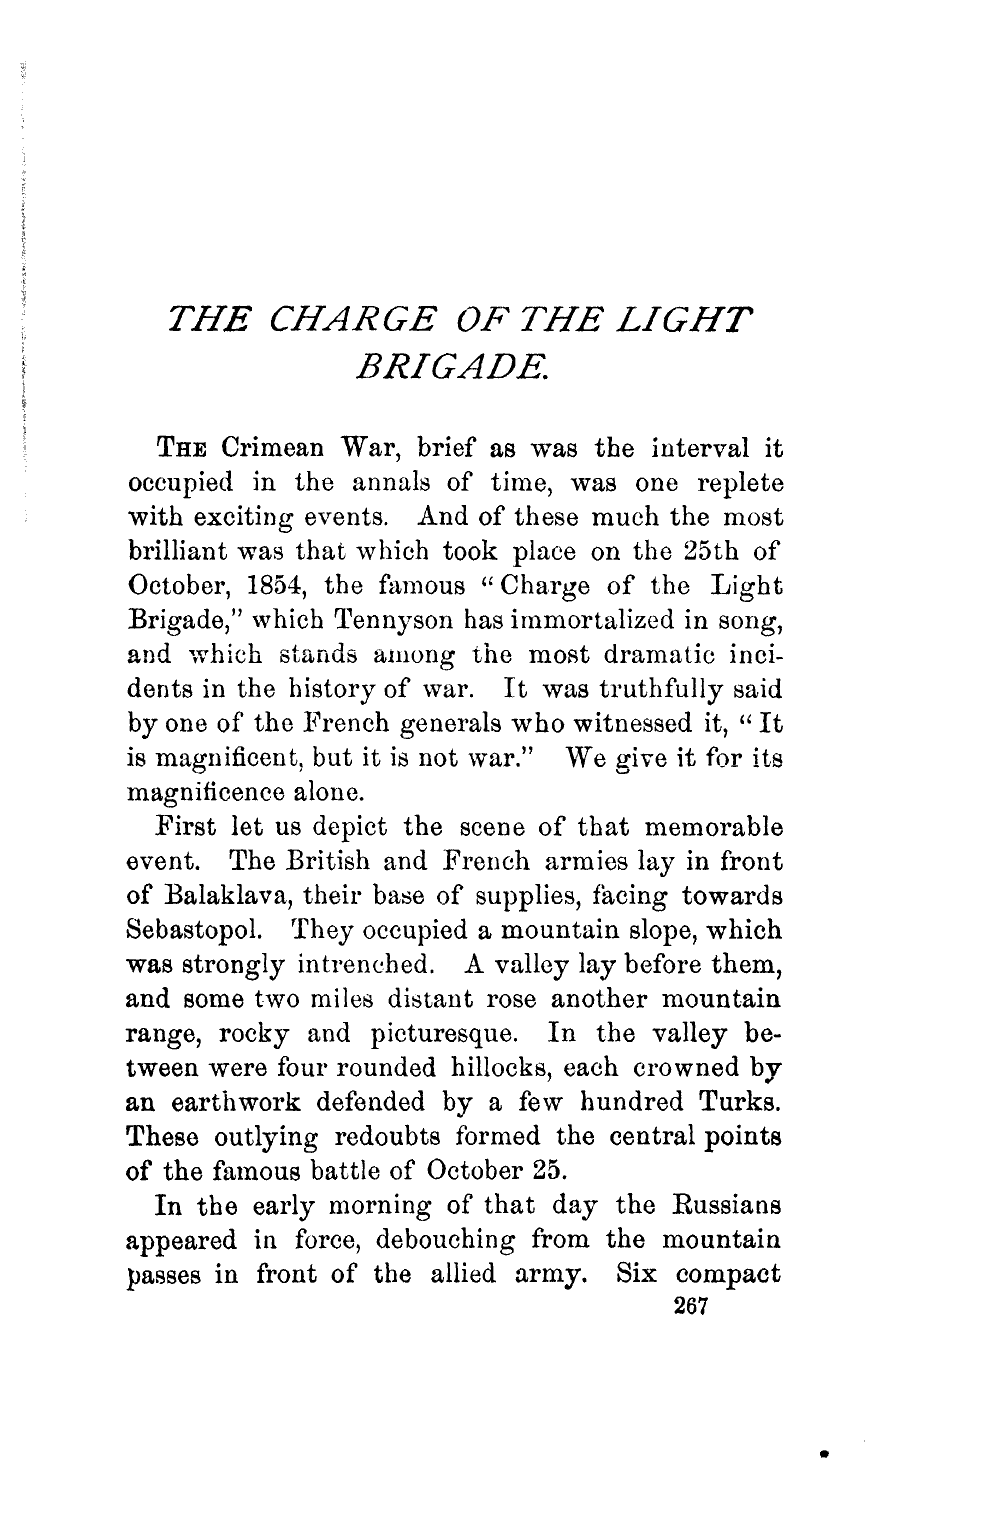 THE CHARGE OF THE LIGHT
BRIGADE.
THE Crimean War, brief as was the interval it
occupied in the annals of time, was one replete
with exciting events. And of these much the most
brilliant was that which took place on the 25th of
October, 1854, the famous “Charge of the Light
Brigade,” which Tennyson has immortalized in song,
and which stands among the most dramatic inci-
dents in the history of war. It was truthfully said
by one of the French generals who witnessed it, “It
is magnificent, but it is not war.” We give it for its
magnificence alone.
First let us depict the scene of that memorable
event. The British and French armies lay in front
of Balaklava, their base of supplies, facing towards
Sebastopol. They occupied a mountain slope, which
was strongly intrenched. A valley lay before them,
and some two miles distant rose another mountain
range, rocky and picturesque. In the valley be-
tween were four rounded hillocks, each crowned by
an earthwork defended by a few hundred Turks.
These outlying redoubts formed the central points
of the famous battle of October 25.
In the early morning of that day the Russians
appeared in force, debouching from the mountain
passes in front of the allied army. Six compact
267